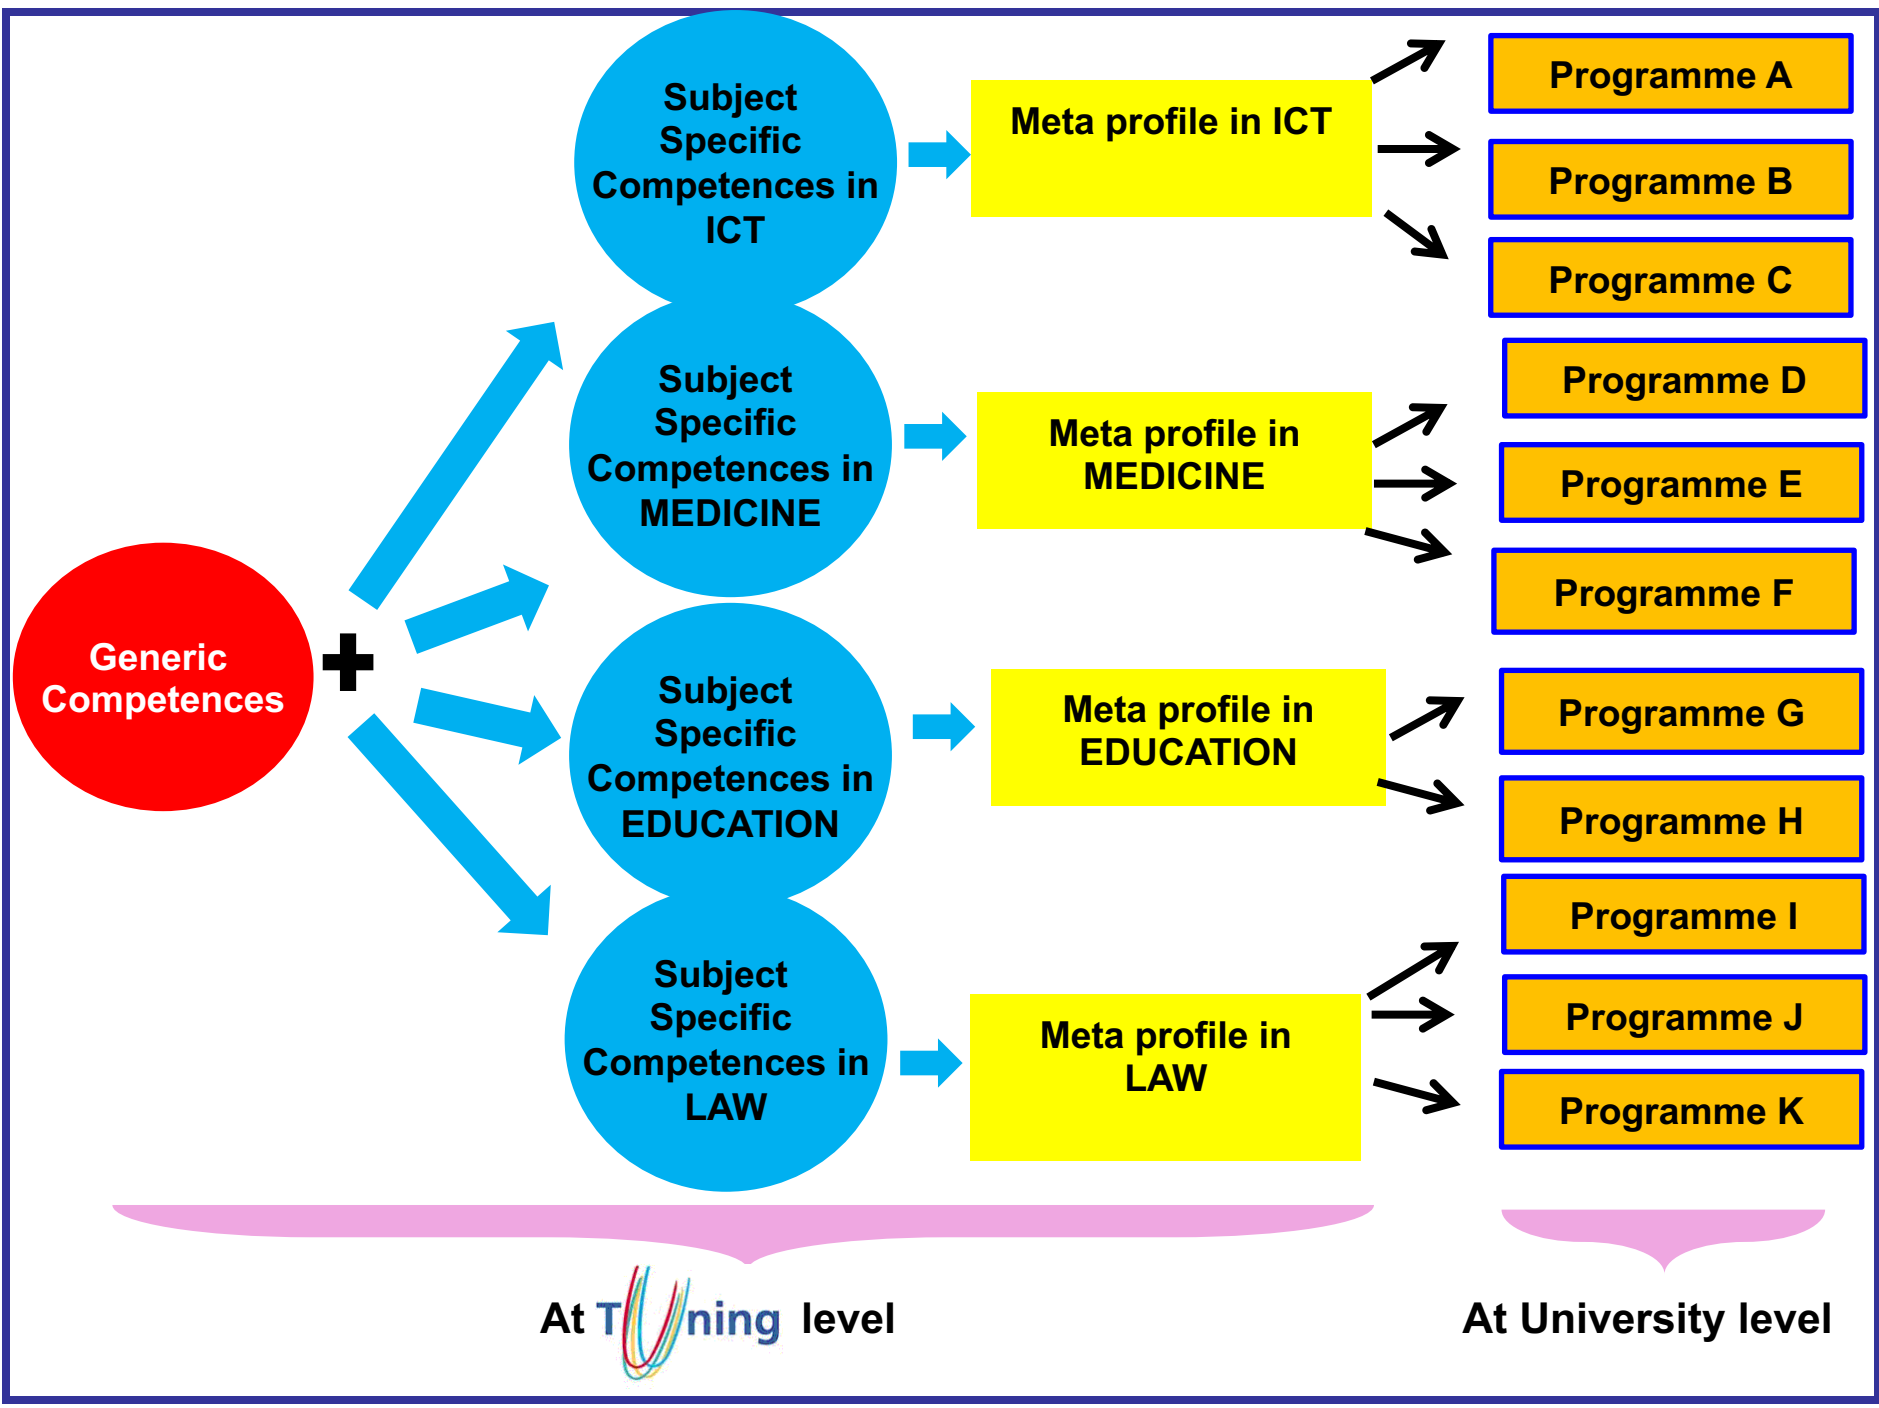 Generic
Competences
Subject
Specific
Competences in
ICT
Subject
Specific
Competences in
MEDICINE
Subject
Specific
Competences in
EDUCATION
Subject
Specific
Competences in
LAW
Meta profile in ICT
Meta profile in
MEDICINE
Meta profile in
EDUCATION
Meta profile in
LAW
Programme A
Programme B
Programme C
Programme D
Programme E
Programme F
Programme G
Programme H
Programme I
Programme J
Programme K
At TUning level
At University level